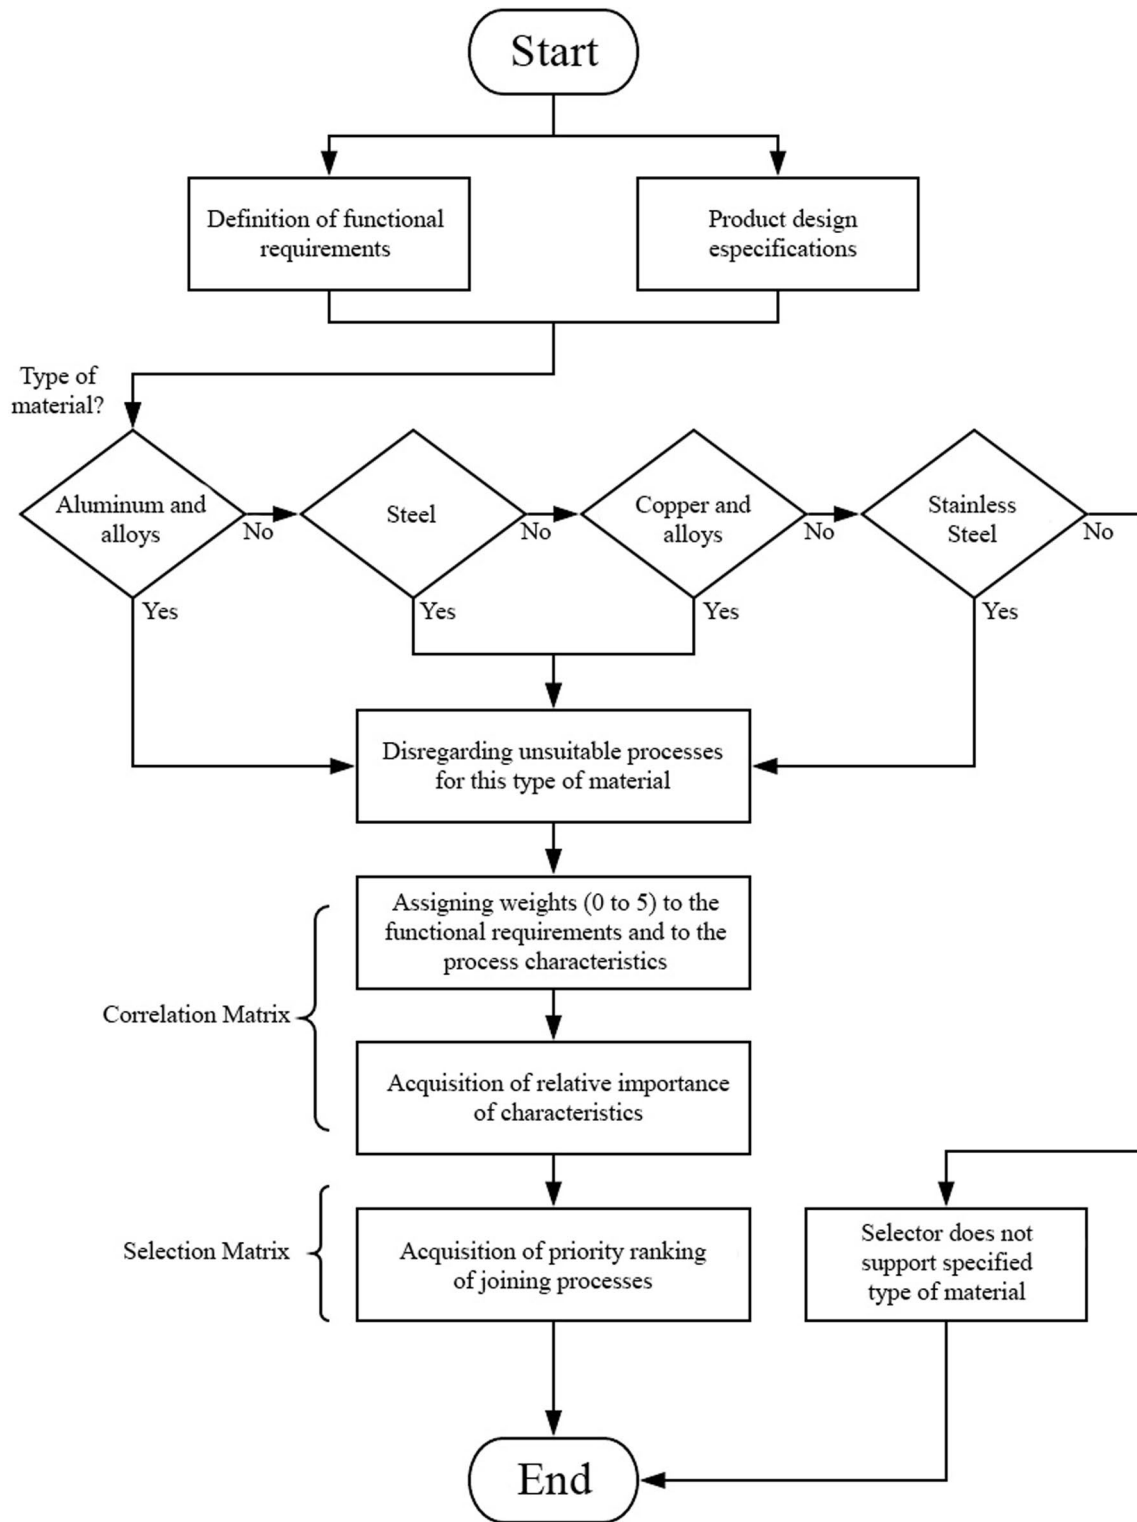 Start
Definition of functional
requirements
Product design
especifications
Type of
material?
Aluminum and
alloys
No
Steel
No
Copper and
alloys
No
Stainless
Steel
No
Yes
Yes
Yes
Yes
Disregarding unsuitable processes
for this type of material
Assigning weights (0 to 5) to the
functional requirements and to the
process characteristics
Correlation Matrix
Acquisition of relative importance
of characteristics
Selection Matrix
Acquisition of priority ranking
of joining processes
Selector does not
support specified
type of material
End